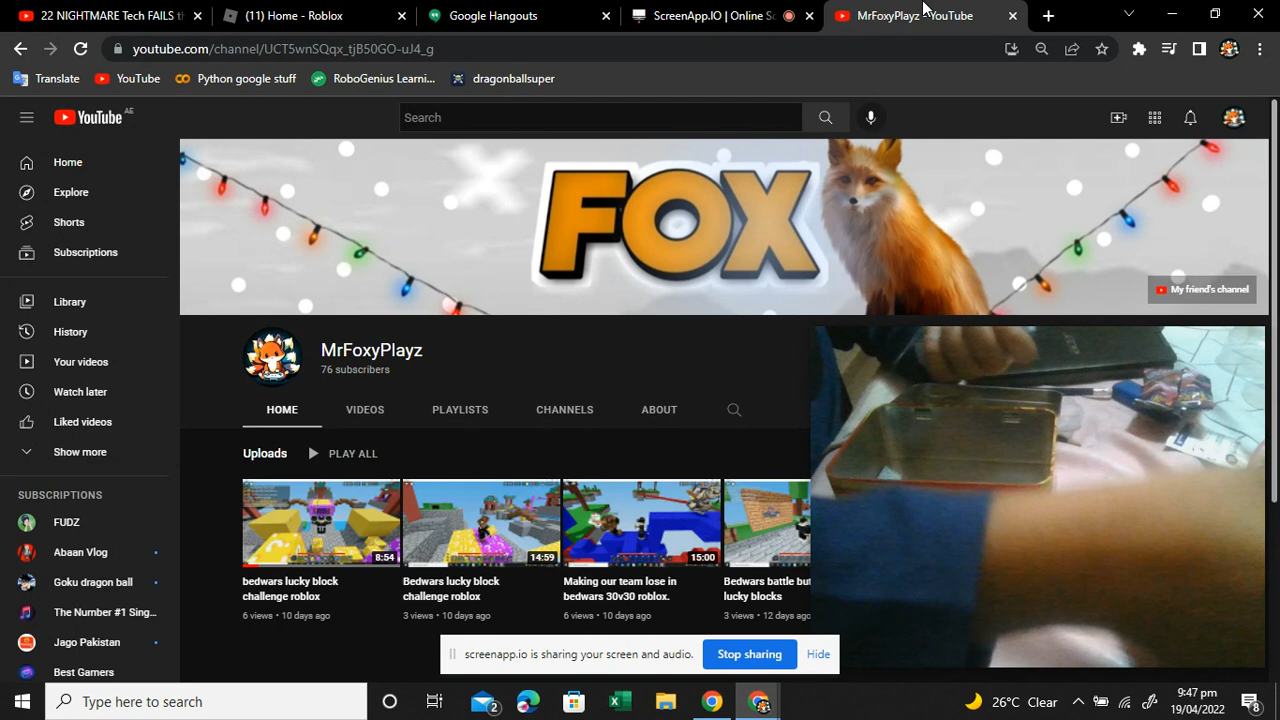 22 NIGHTMARE Tech FAILS th
(11) Home - Roblox
Google Hangouts
ScreenApp.IO | Online Sc
MrFoxyPlayz - YouTube
youtube.com/channel/UCT5wnSQqx_tjB50GO-uJ4_g
Translate
YouTube
Python google stuff
RoboGenius Learni...
dragonballsuper
YouTube AE
Search
Home
Explore
Shorts
Subscriptions
Library
History
Your videos
Watch later
Liked videos
Show more
SUBSCRIPTIONS
FUDZ
Abaan Vlog
Goku dragon ball
The Number #1 Sing...
Jago Pakistan
Best Gamers
FOX
My friend's channel
MrFoxyPlayz
76 subscribers
HOME
VIDEOS
PLAYLISTS
CHANNELS
ABOUT
Uploads
PLAY ALL
8:54
bedwars lucky block
challenge roblox
6 views • 10 days ago
14:59
Bedwars lucky block
challenge roblox
3 views • 10 days ago
15:00
Making our team lose in
bedwars 30v30 roblox.
6 views • 10 days ago
Bedwars battle but
lucky blocks
3 views • 12 days ago
screenapp.io is sharing your screen and audio.
Stop sharing
Hide
Type here to search
2
26°C Clear
9:47 pm
19/04/2022
8